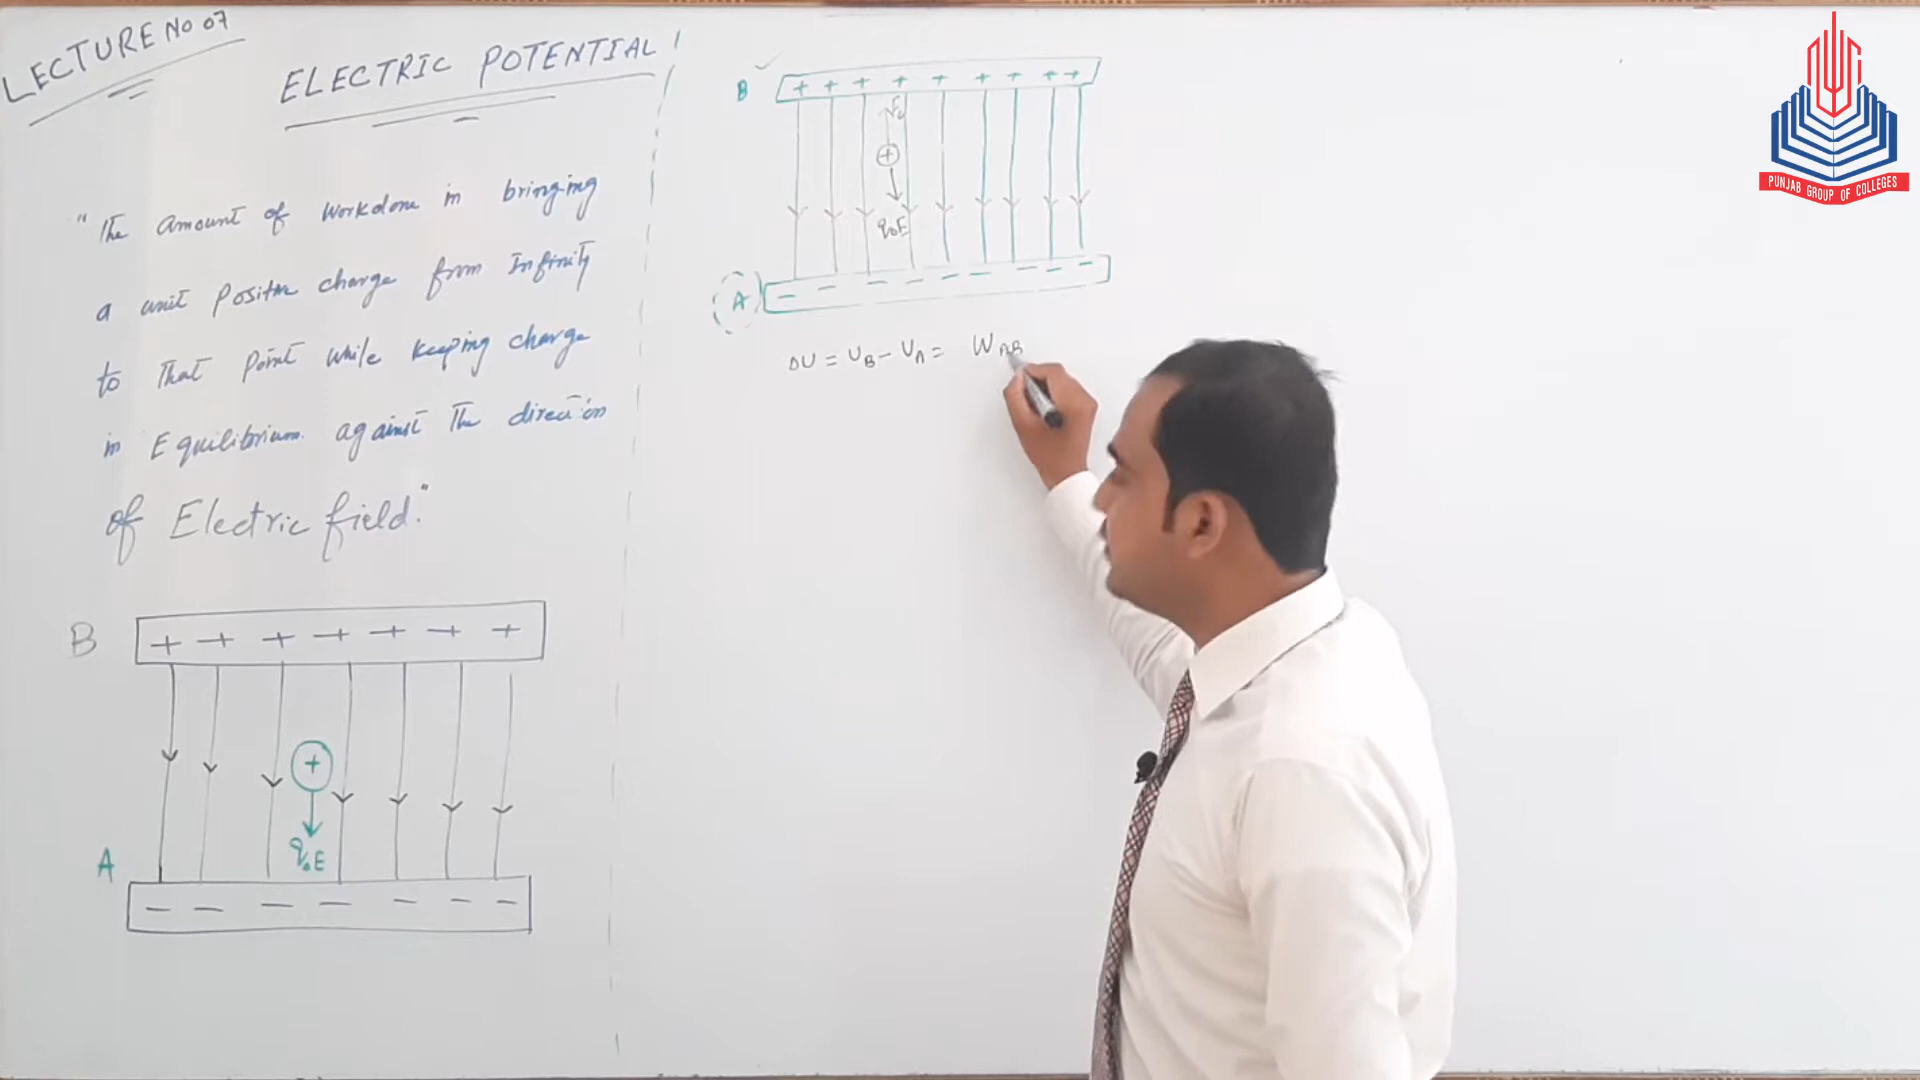 LECTURE No 07
ELECTRIC POTENTIAL!
"The Amount of Workdone in bringing
a unit Positive charge from Infinity
to That Point while keeping charge
in Equilibrium against The direction
of Electric field."
B
+ + + + + + +
+
q₀E
A
− − − − − − −
B
+ + + + + + + + +
+
q₀E
A
− − − − − − − − −
ΔU = U_B − U_A = W_AB
PUNJAB GROUP OF COLLEGES